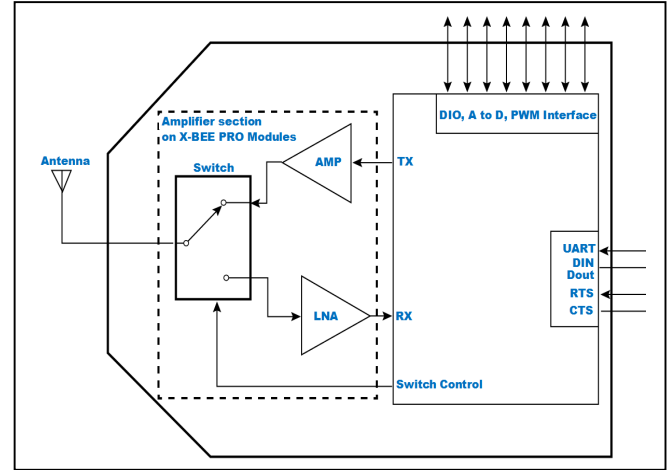 DIO, A to D, PWM Interface
Amplifier section
on X-BEE PRO Modules
Antenna
Switch
AMP
TX
UART
DIN
Dout
RTS
CTS
LNA
RX
Switch Control